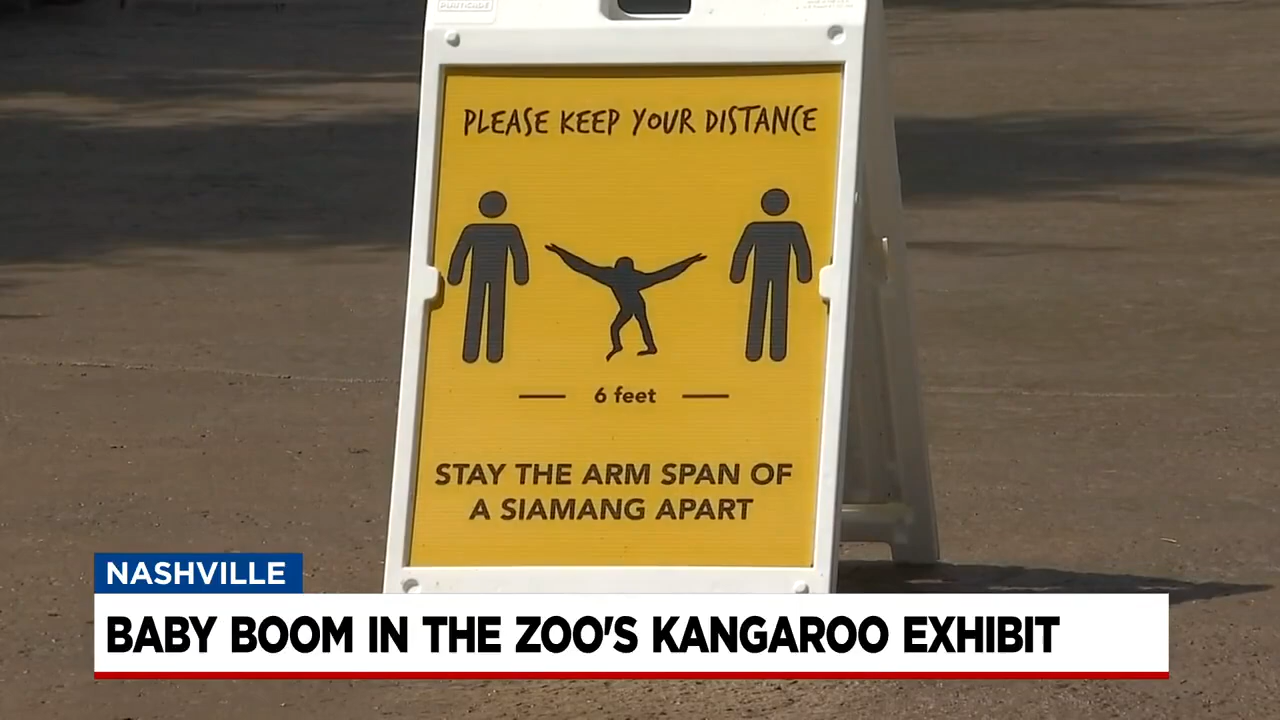 PLEASE KEEP YOUR DISTANCE
6 feet
STAY THE ARM SPAN OF
A SIAMANG APART
NASHVILLE
BABY BOOM IN THE ZOO'S KANGAROO EXHIBIT